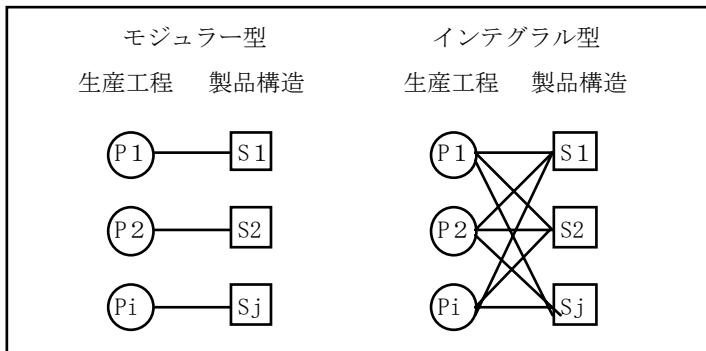 モジュラー型 インテグラル型
生産工程 製品構造 生産工程 製品構造
P1 S1 P1 S1
P2 S2 P2 S2
Pi Sj Pi Sj